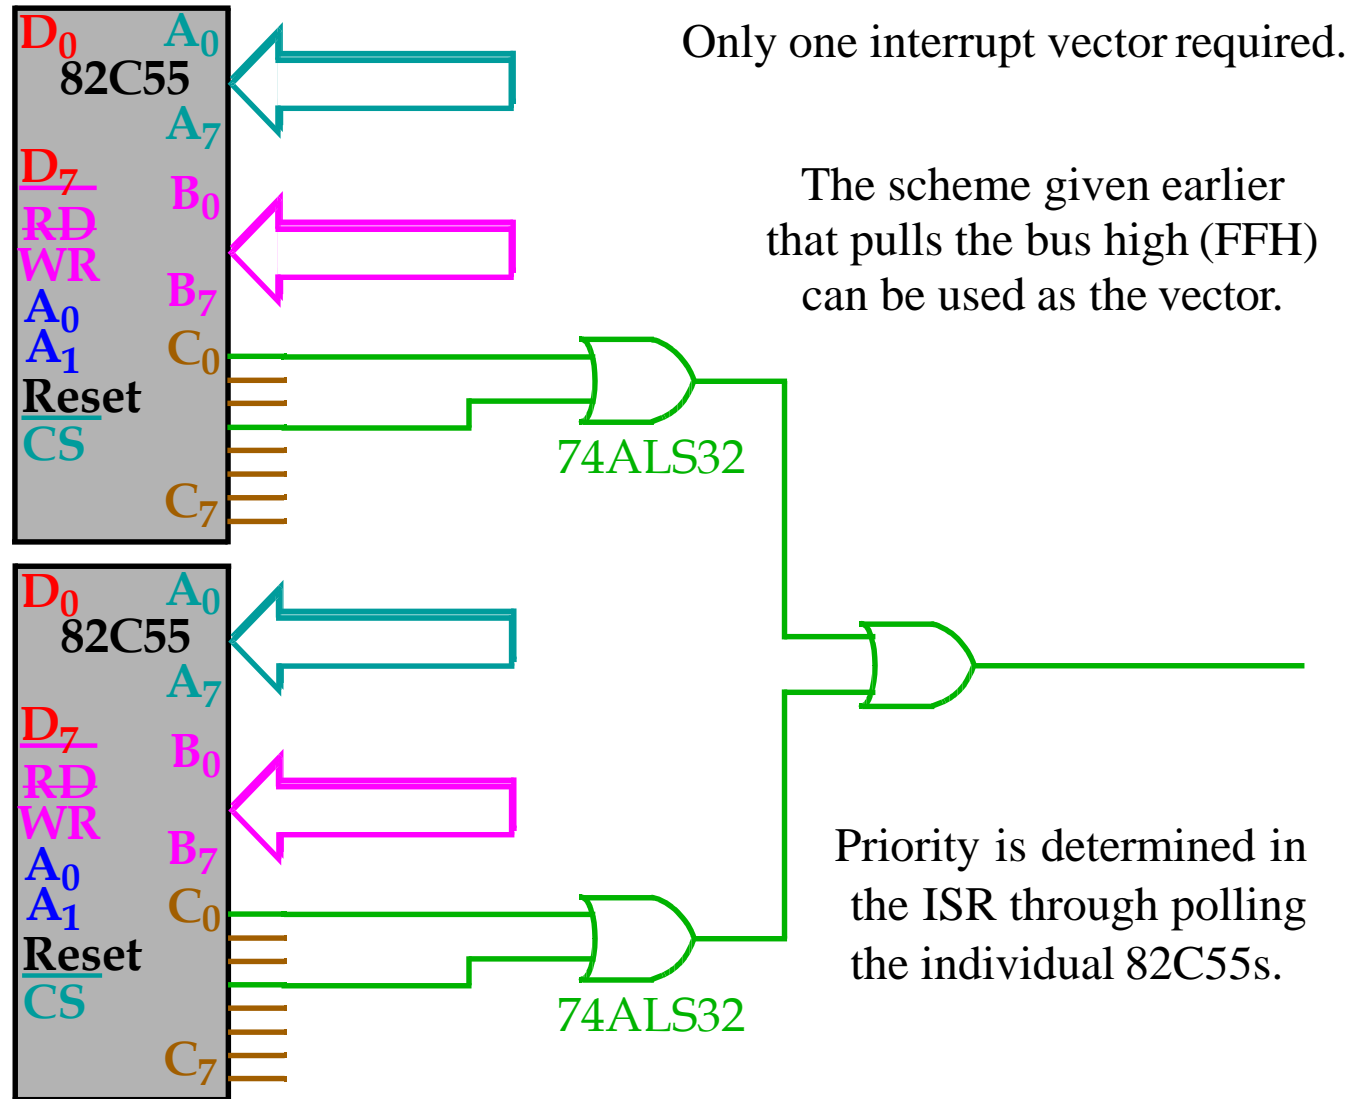 D0 A0
82C55
A7
D7
B0
RD
WR
B7
A0
A1 C0
Reset
CS
C7
74ALS32
Only one interrupt vector required.
The scheme given earlier
that pulls the bus high (FFH)
can be used as the vector.
D0 A0
82C55
A7
D7
B0
RD
WR
B7
A0
A1 C0
Reset
CS
C7
74ALS32
Priority is determined in
the ISR through polling
the individual 82C55s.